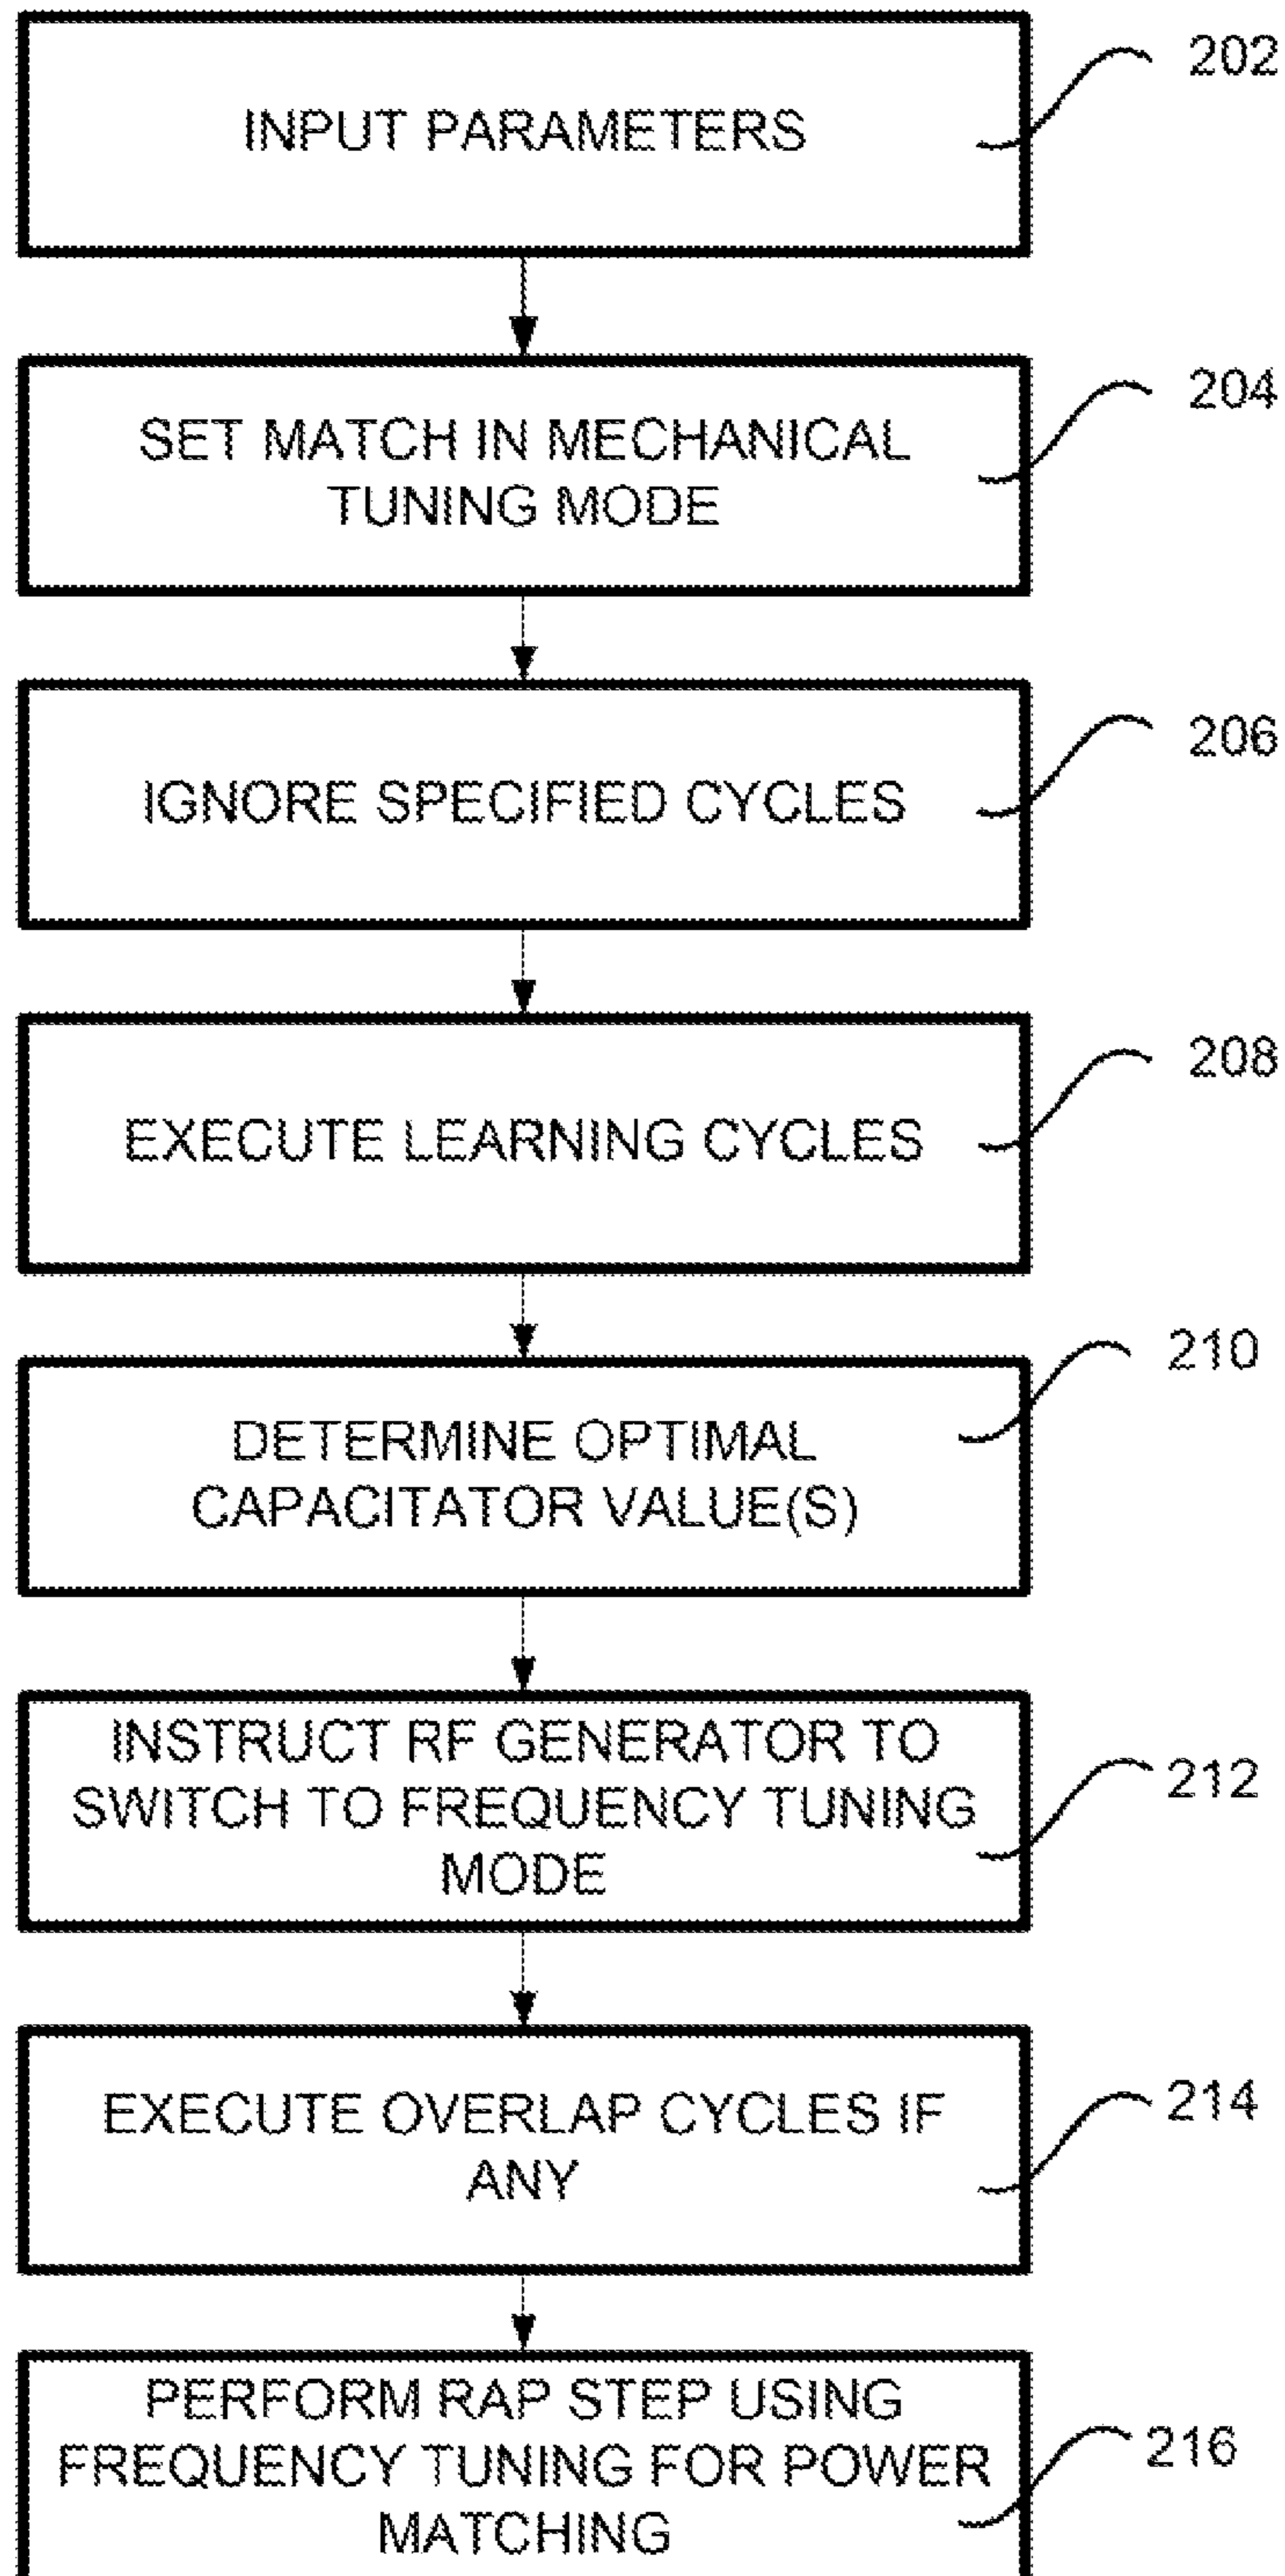 INPUT PARAMETERS
202
SET MATCH IN MECHANICAL
TUNING MODE
204
IGNORE SPECIFIED CYCLES
206
EXECUTE LEARNING CYCLES
208
DETERMINE OPTIMAL
CAPACITATOR VALUE(S)
210
INSTRUCT RF GENERATOR TO
SWITCH TO FREQUENCY TUNING
MODE
212
EXECUTE OVERLAP CYCLES IF
ANY
214
PERFORM RAP STEP USING
FREQUENCY TUNING FOR POWER
MATCHING
216